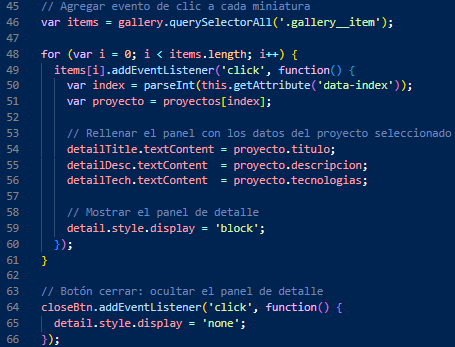 45 // Agregar evento de clic a cada miniatura
46 var items = gallery.querySelectorAll('.gallery__item');
47
48 for (var i = 0; i < items.length; i++) {
49   items[i].addEventListener('click', function() {
50     var index = parseInt(this.getAttribute('data-index'));
51     var proyecto = proyectos[index];
52
53     // Rellenar el panel con los datos del proyecto seleccionado
54     detailTitle.textContent = proyecto.titulo;
55     detailDesc.textContent  = proyecto.descripcion;
56     detailTech.textContent  = proyecto.tecnologias;
57
58     // Mostrar el panel de detalle
59     detail.style.display = 'block';
60   });
61 }
62
63 // Botón cerrar: ocultar el panel de detalle
64 closeBtn.addEventListener('click', function() {
65   detail.style.display = 'none';
66 });